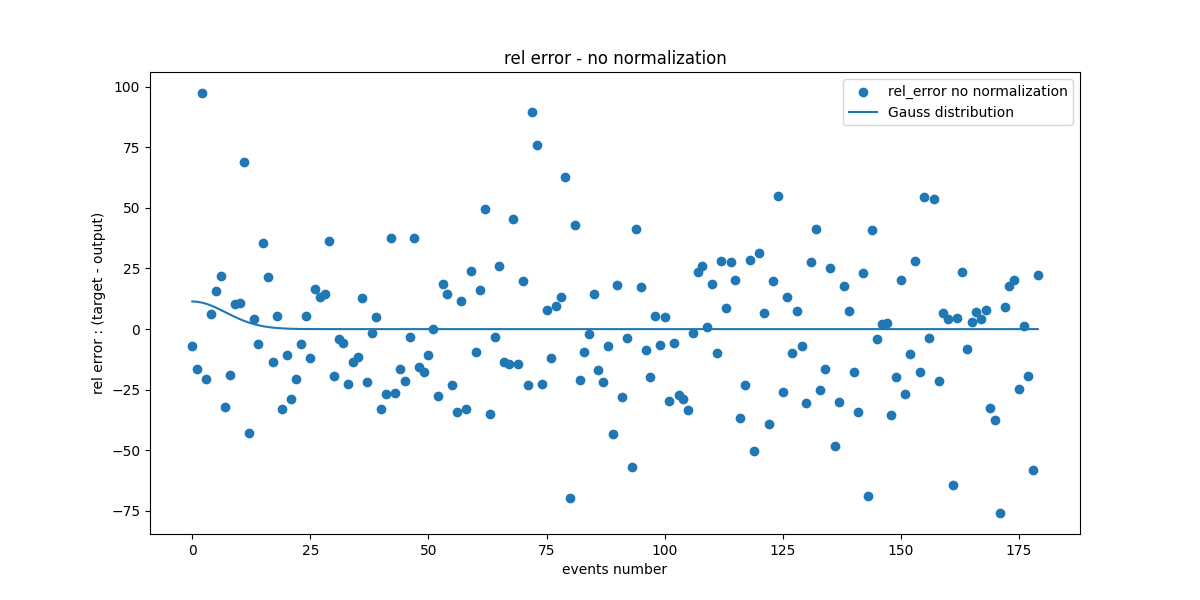 rel error - no normalization
rel_error no normalization
Gauss distribution
rel error : (target - output)
100
75
50
25
0
−25
−50
−75
0 25 50 75 100 125 150 175
events number